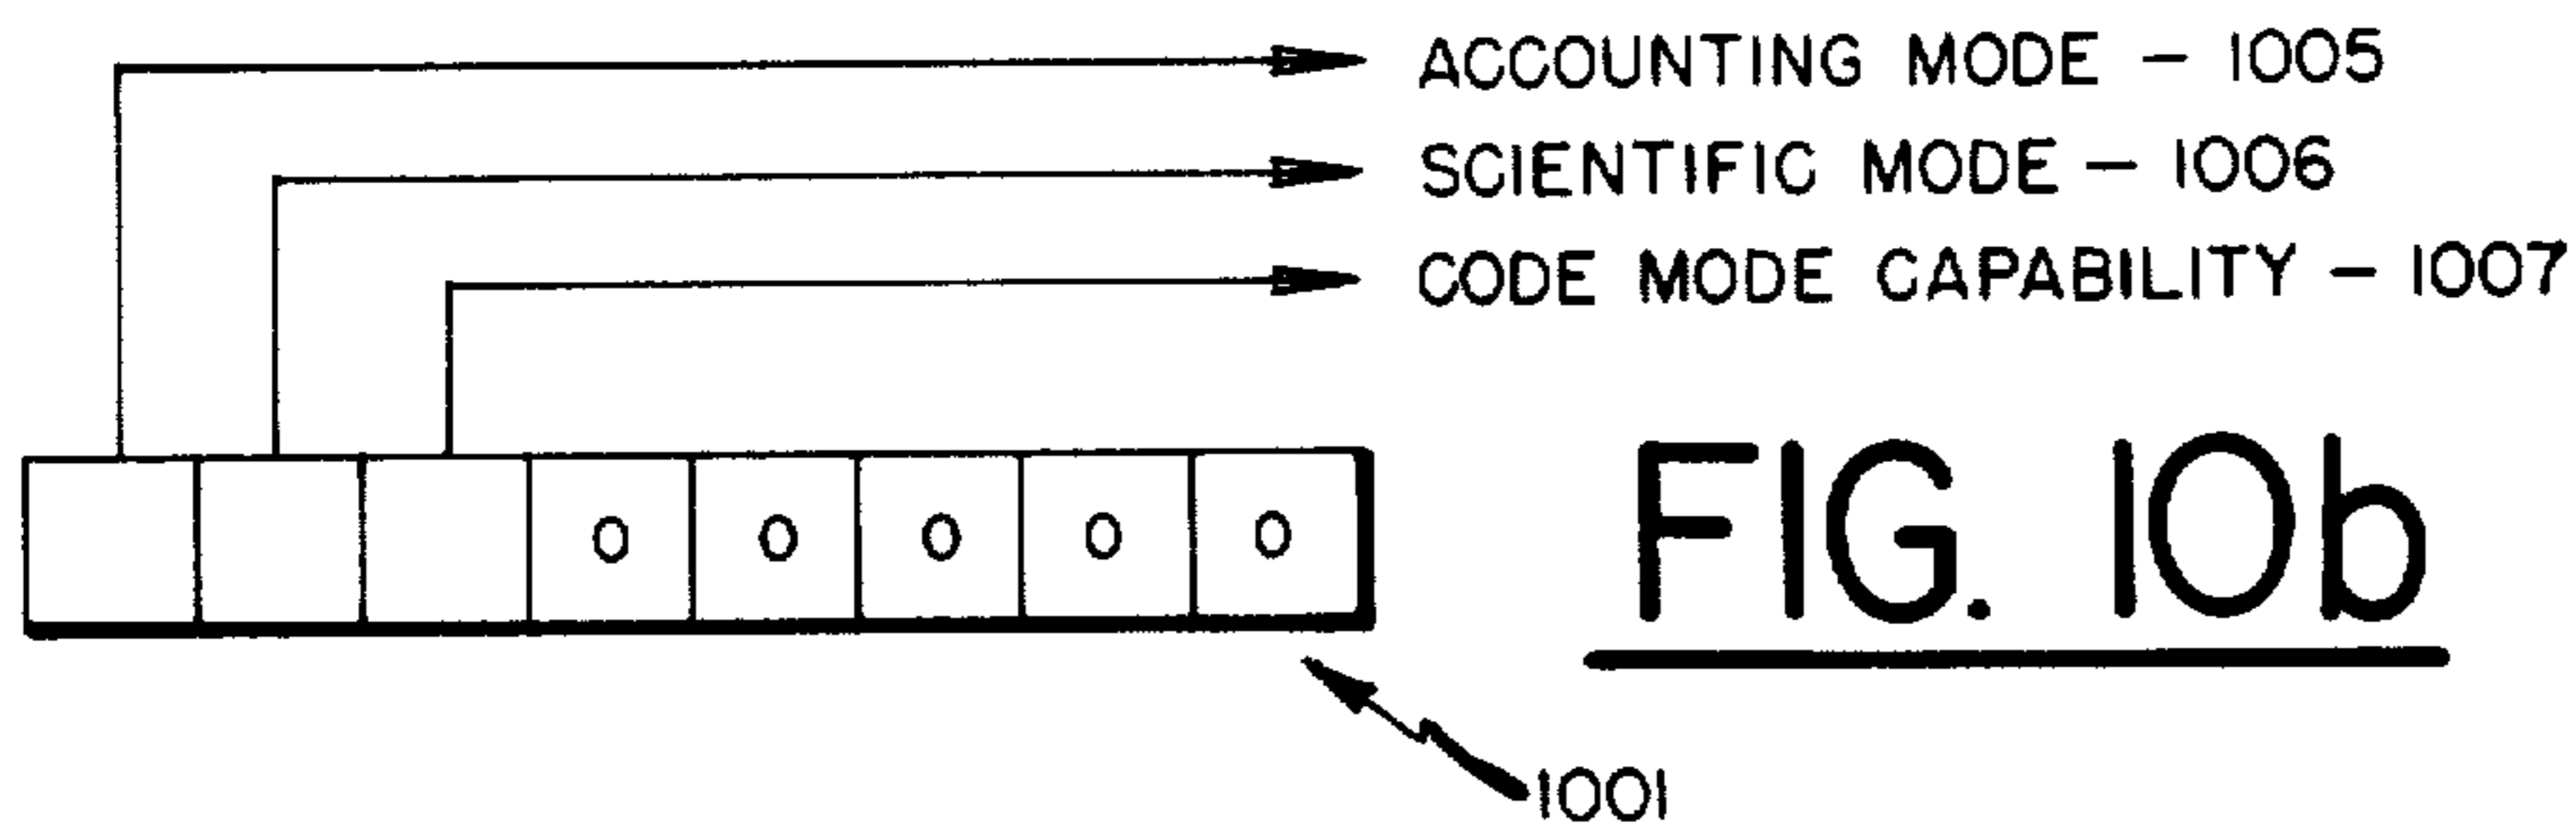 ACCOUNTING MODE - 1005
SCIENTIFIC MODE - 1006
CODE MODE CAPABILITY - 1007
0 0 0 0 0
FIG. 10b
1001